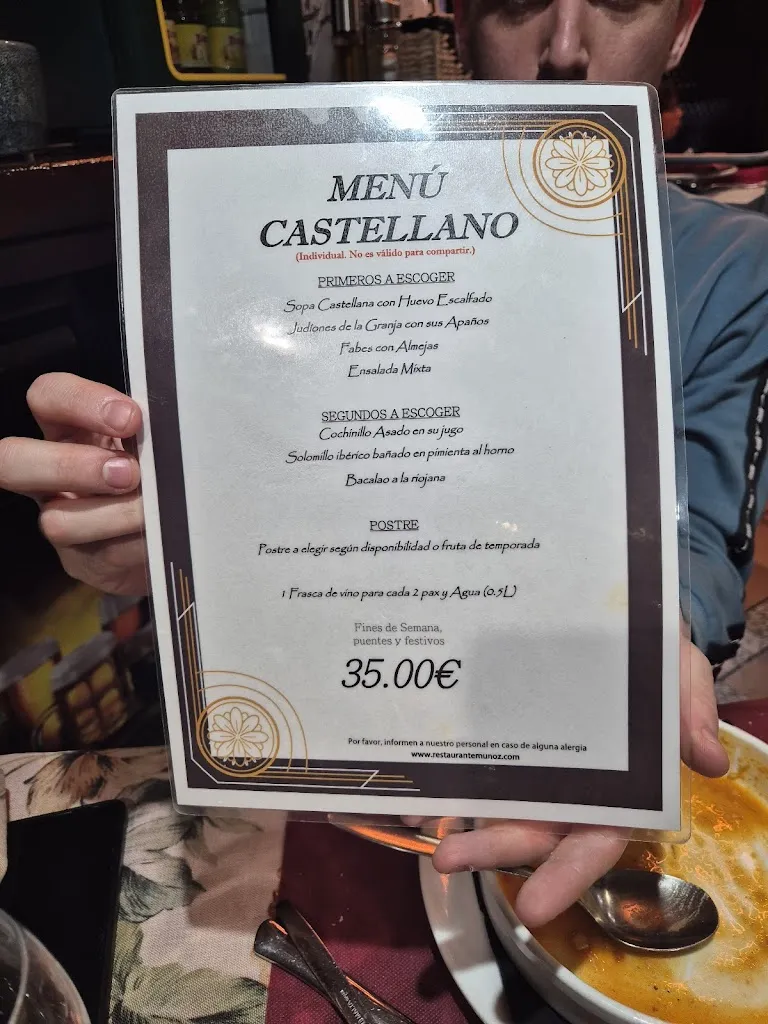 MENÚ
CASTELLANO
(Individual. No es válido para compartir.)
PRIMEROS A ESCOGER
Sopa Castellana con Huevo Escalfado
Judiones de la Granja con sus Apaños
Fabes con Almejas
Ensalada Mixta
SEGUNDOS A ESCOGER
Cochinillo Asado en su jugo
Solomillo ibérico bañado en pimienta al horno
Bacalao a la riojana
POSTRE
Postre a elegir según disponibilidad o fruta de temporada
1 Frasca de vino para cada 2 pax y Agua (0.5L)
Fines de Semana,
puentes y festivos
35.00€
Por favor, informen a nuestro personal en caso de alguna alergia
www.restaurantemunoz.com